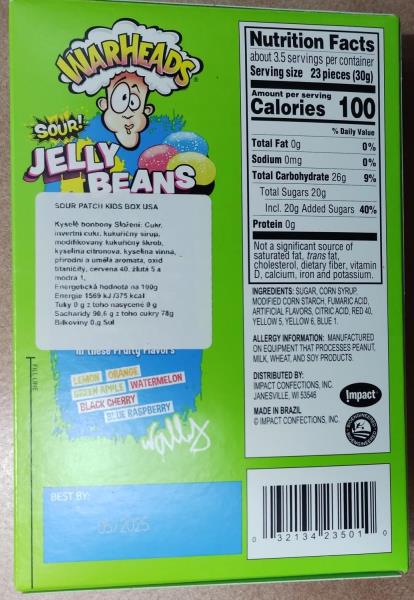 WARHEADS
SOUR!
JELLY
BEANS
SOUR PATCH KIDS BOX USA
Kyselé bonbony Složení: Cukr,
invertní cukr, kukuřičný sirup,
modifikovaný kukuřičný škrob,
kyselina citronova, kyselina vinná,
přírodní a umělá aromata, oxid
titaničitý, červená 40, žlutá 5 a
modrá 1,
Energetická hodnota na 100g
Energie 1569 kJ /375 kcal
Tuky 0 g z toho nasycené 0 g
Sacharidy 90,6 g z toho cukry 78g
Bílkoviny 0,g Sůl
in these Fruity Flavors
LEMON ORANGE
GREEN APPLE WATERMELON
BLACK CHERRY
BLUE RASPBERRY
Wally
FILL LINE
BEST BY:
05/2025
Nutrition Facts
about 3.5 servings per container
Serving size 23 pieces (30g)
Amount per serving
Calories 100
% Daily Value
Total Fat 0g 0%
Sodium 0mg 0%
Total Carbohydrate 26g 9%
Total Sugars 20g
Incl. 20g Added Sugars 40%
Protein 0g
Not a significant source of
saturated fat, trans fat,
cholesterol, dietary fiber, vitamin
D, calcium, iron and potassium.
INGREDIENTS: SUGAR, CORN SYRUP,
MODIFIED CORN STARCH, FUMARIC ACID,
ARTIFICIAL FLAVORS, CITRIC ACID, RED 40,
YELLOW 5, YELLOW 6, BLUE 1.
ALLERGY INFORMATION: MANUFACTURED
ON EQUIPMENT THAT PROCESSES PEANUT,
MILK, WHEAT, AND SOY PRODUCTS.
DISTRIBUTED BY:
IMPACT CONFECTIONS, INC.
JANESVILLE, WI 53546
Impact
MADE IN BRAZIL
© IMPACT CONFECTIONS, INC.
BIOENGINEERED
0 32134 23501 0